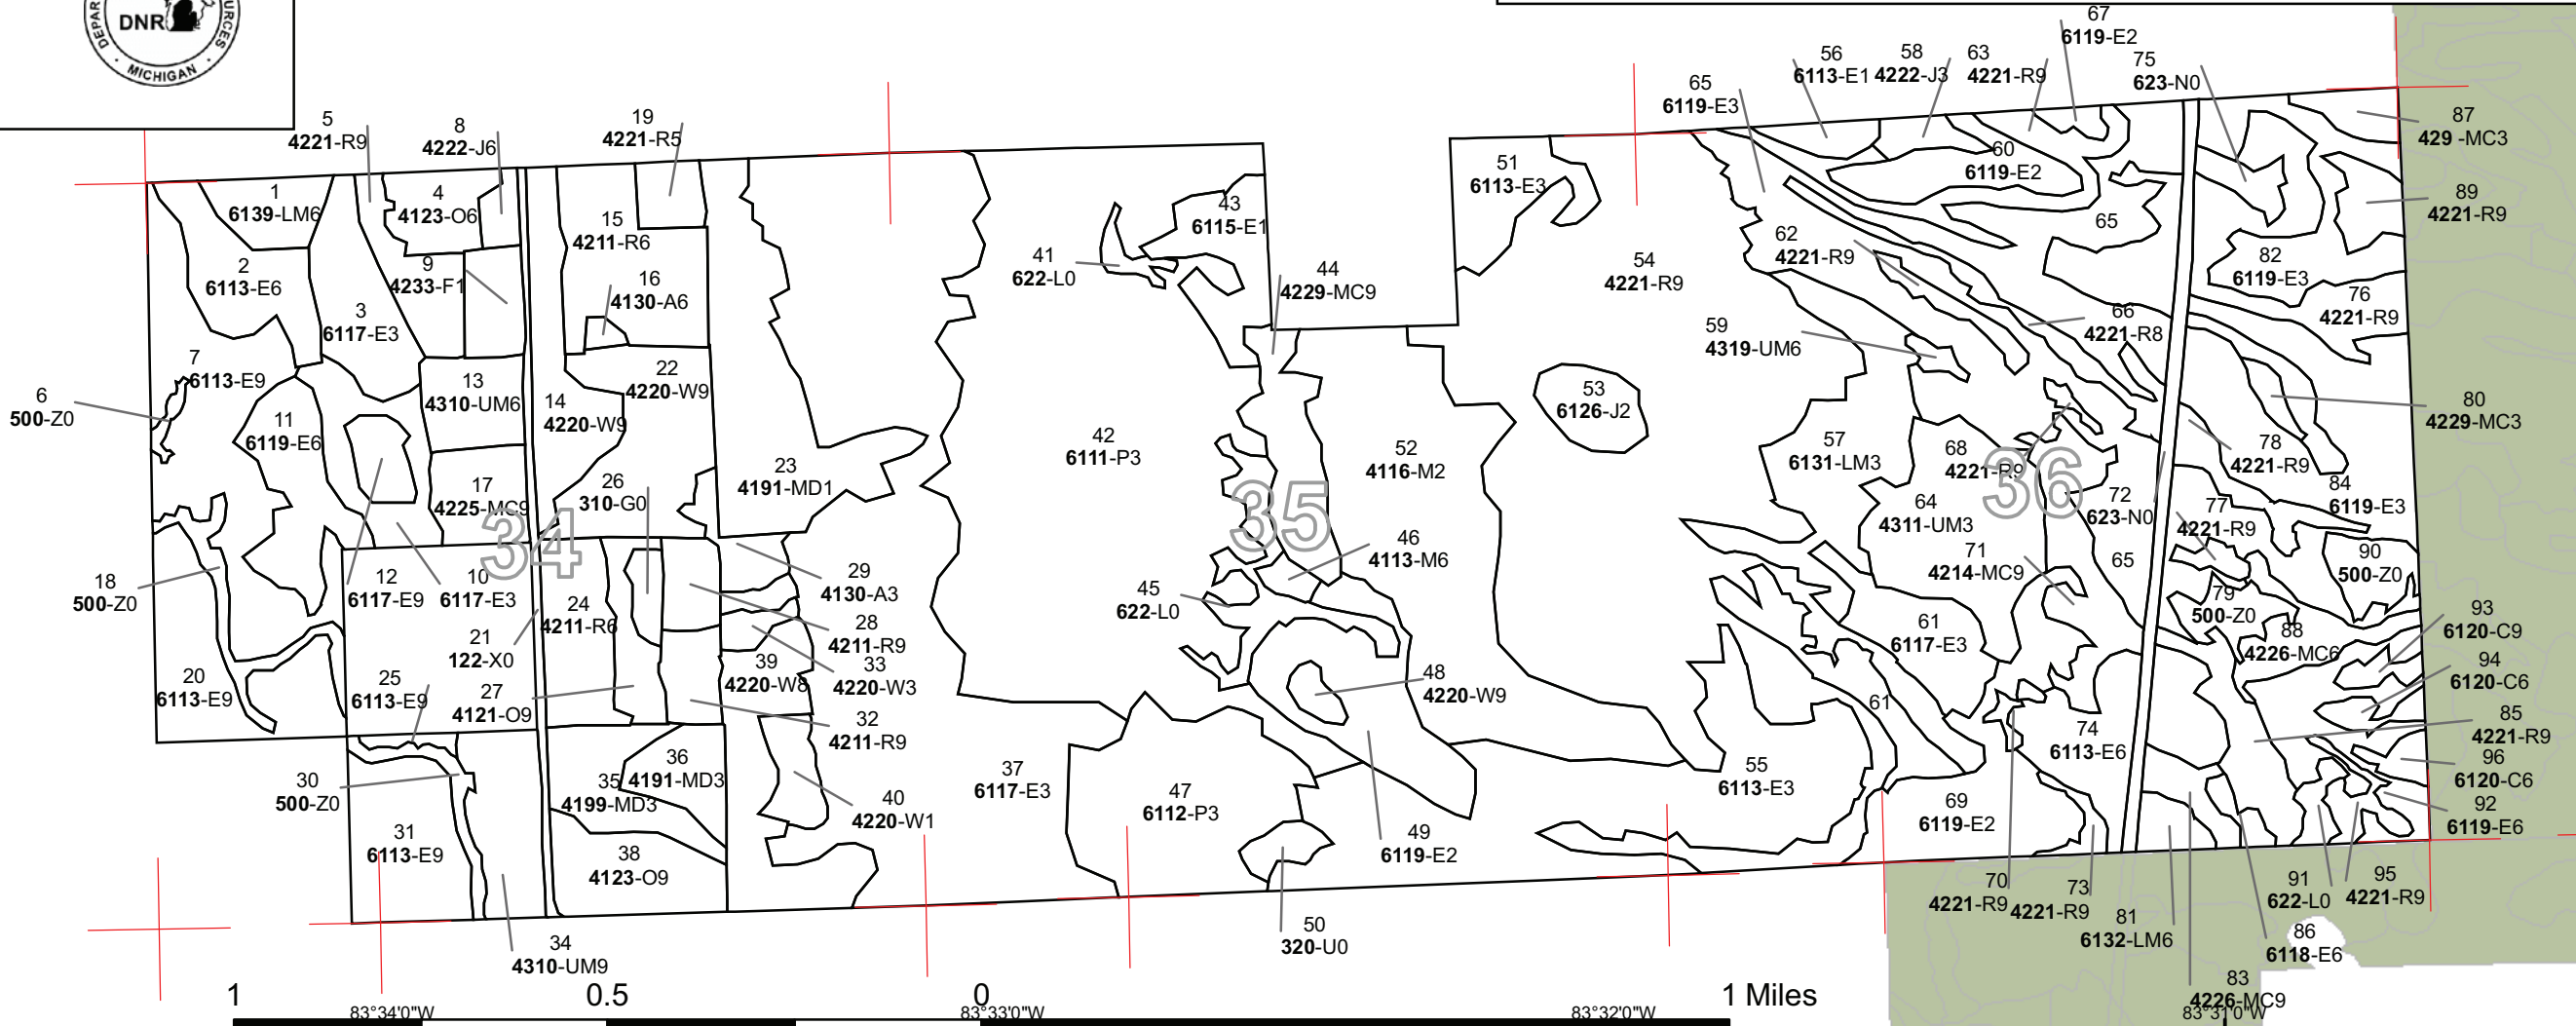 DEPAR
DNR
URCES
MICHIGAN
67
6119-E2
56
6113-E1
58
4222-J3
63
4221-R9
75
623-N0
65
6119-E3
87
429 -MC3
5
4221-R9
8
4222-J6
19
4221-R5
1
6139-LM6
4
4123-O6
15
4211-R6
43
6115-E1
51
6113-E3
60
6119-E2
89
4221-R9
65
2
6113-E6
9
4233-F1
16
4130-A6
41
622-L0
44
4229-MC9
54
4221-R9
62
4221-R9
82
6119-E3
76
4221-R9
3
6117-E3
59
4319-UM6
66
4221-R8
7
6113-E9
6
500-Z0
13
4310-UM6
22
4220-W9
14
4220-W9
53
6126-J2
80
4229-MC3
11
6119-E6
42
6111-P3
52
4116-M2
57
6131-LM3
68
4221-R9
78
4221-R9
23
4191-MD1
17
4225-MC9
26
310-G0
34
35
36
64
4311-UM3
72
623-N0
77
4221-R9
84
6119-E3
46
4113-M6
71
4214-MC9
65
90
500-Z0
18
500-Z0
12
6117-E9
10
6117-E3
24
4211-R6
29
4130-A3
45
622-L0
79
500-Z0
93
6120-C9
21
122-X0
28
4211-R9
61
6117-E3
88
4226-MC6
20
6113-E9
25
6113-E9
27
4121-O9
39
4220-W8
33
4220-W3
48
4220-W9
94
6120-C6
61
32
4211-R9
74
6113-E6
85
4221-R9
30
500-Z0
35
4199-MD3
36
4191-MD3
40
4220-W1
37
6117-E3
47
6112-P3
55
6113-E3
96
6120-C6
92
6119-E6
31
6113-E9
38
4123-O9
49
6119-E2
69
6119-E2
70
4221-R9
73
4221-R9
91
622-L0
95
4221-R9
34
4310-UM9
50
320-U0
81
6132-LM6
86
6118-E6
83
4226-MC9
1 0.5 0 1 Miles
83°34'0"W 83°33'0"W 83°32'0"W 83°31'0"W